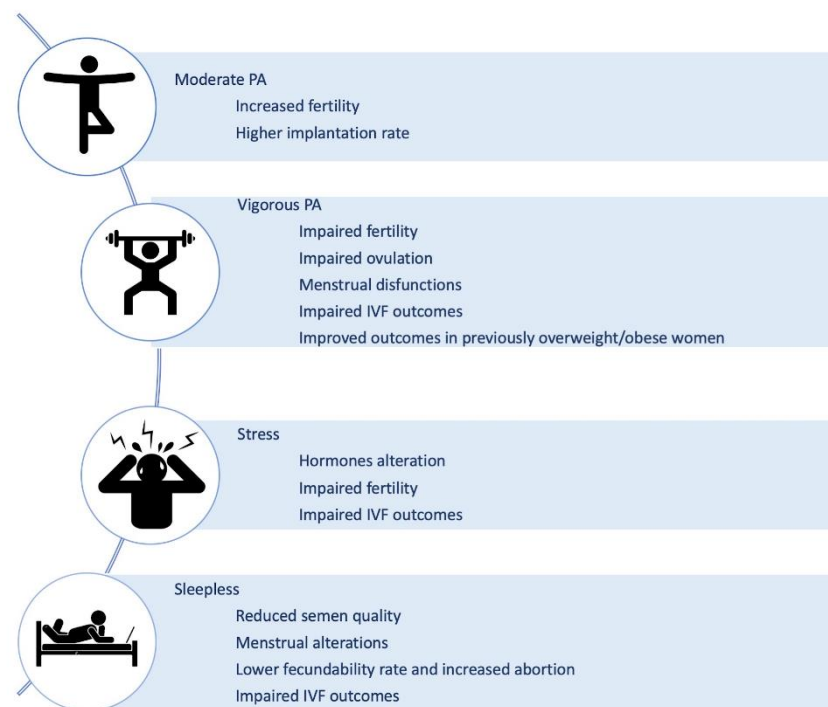 Moderate PA
Increased fertility
Higher implantation rate
Vigorous PA
Impaired fertility
Impaired ovulation
Menstrual disfunctions
Impaired IVF outcomes
Improved outcomes in previously overweight/obese women
Stress
Hormones alteration
Impaired fertility
Impaired IVF outcomes
Sleepless
Reduced semen quality
Menstrual alterations
Lower fecundability rate and increased abortion
Impaired IVF outcomes